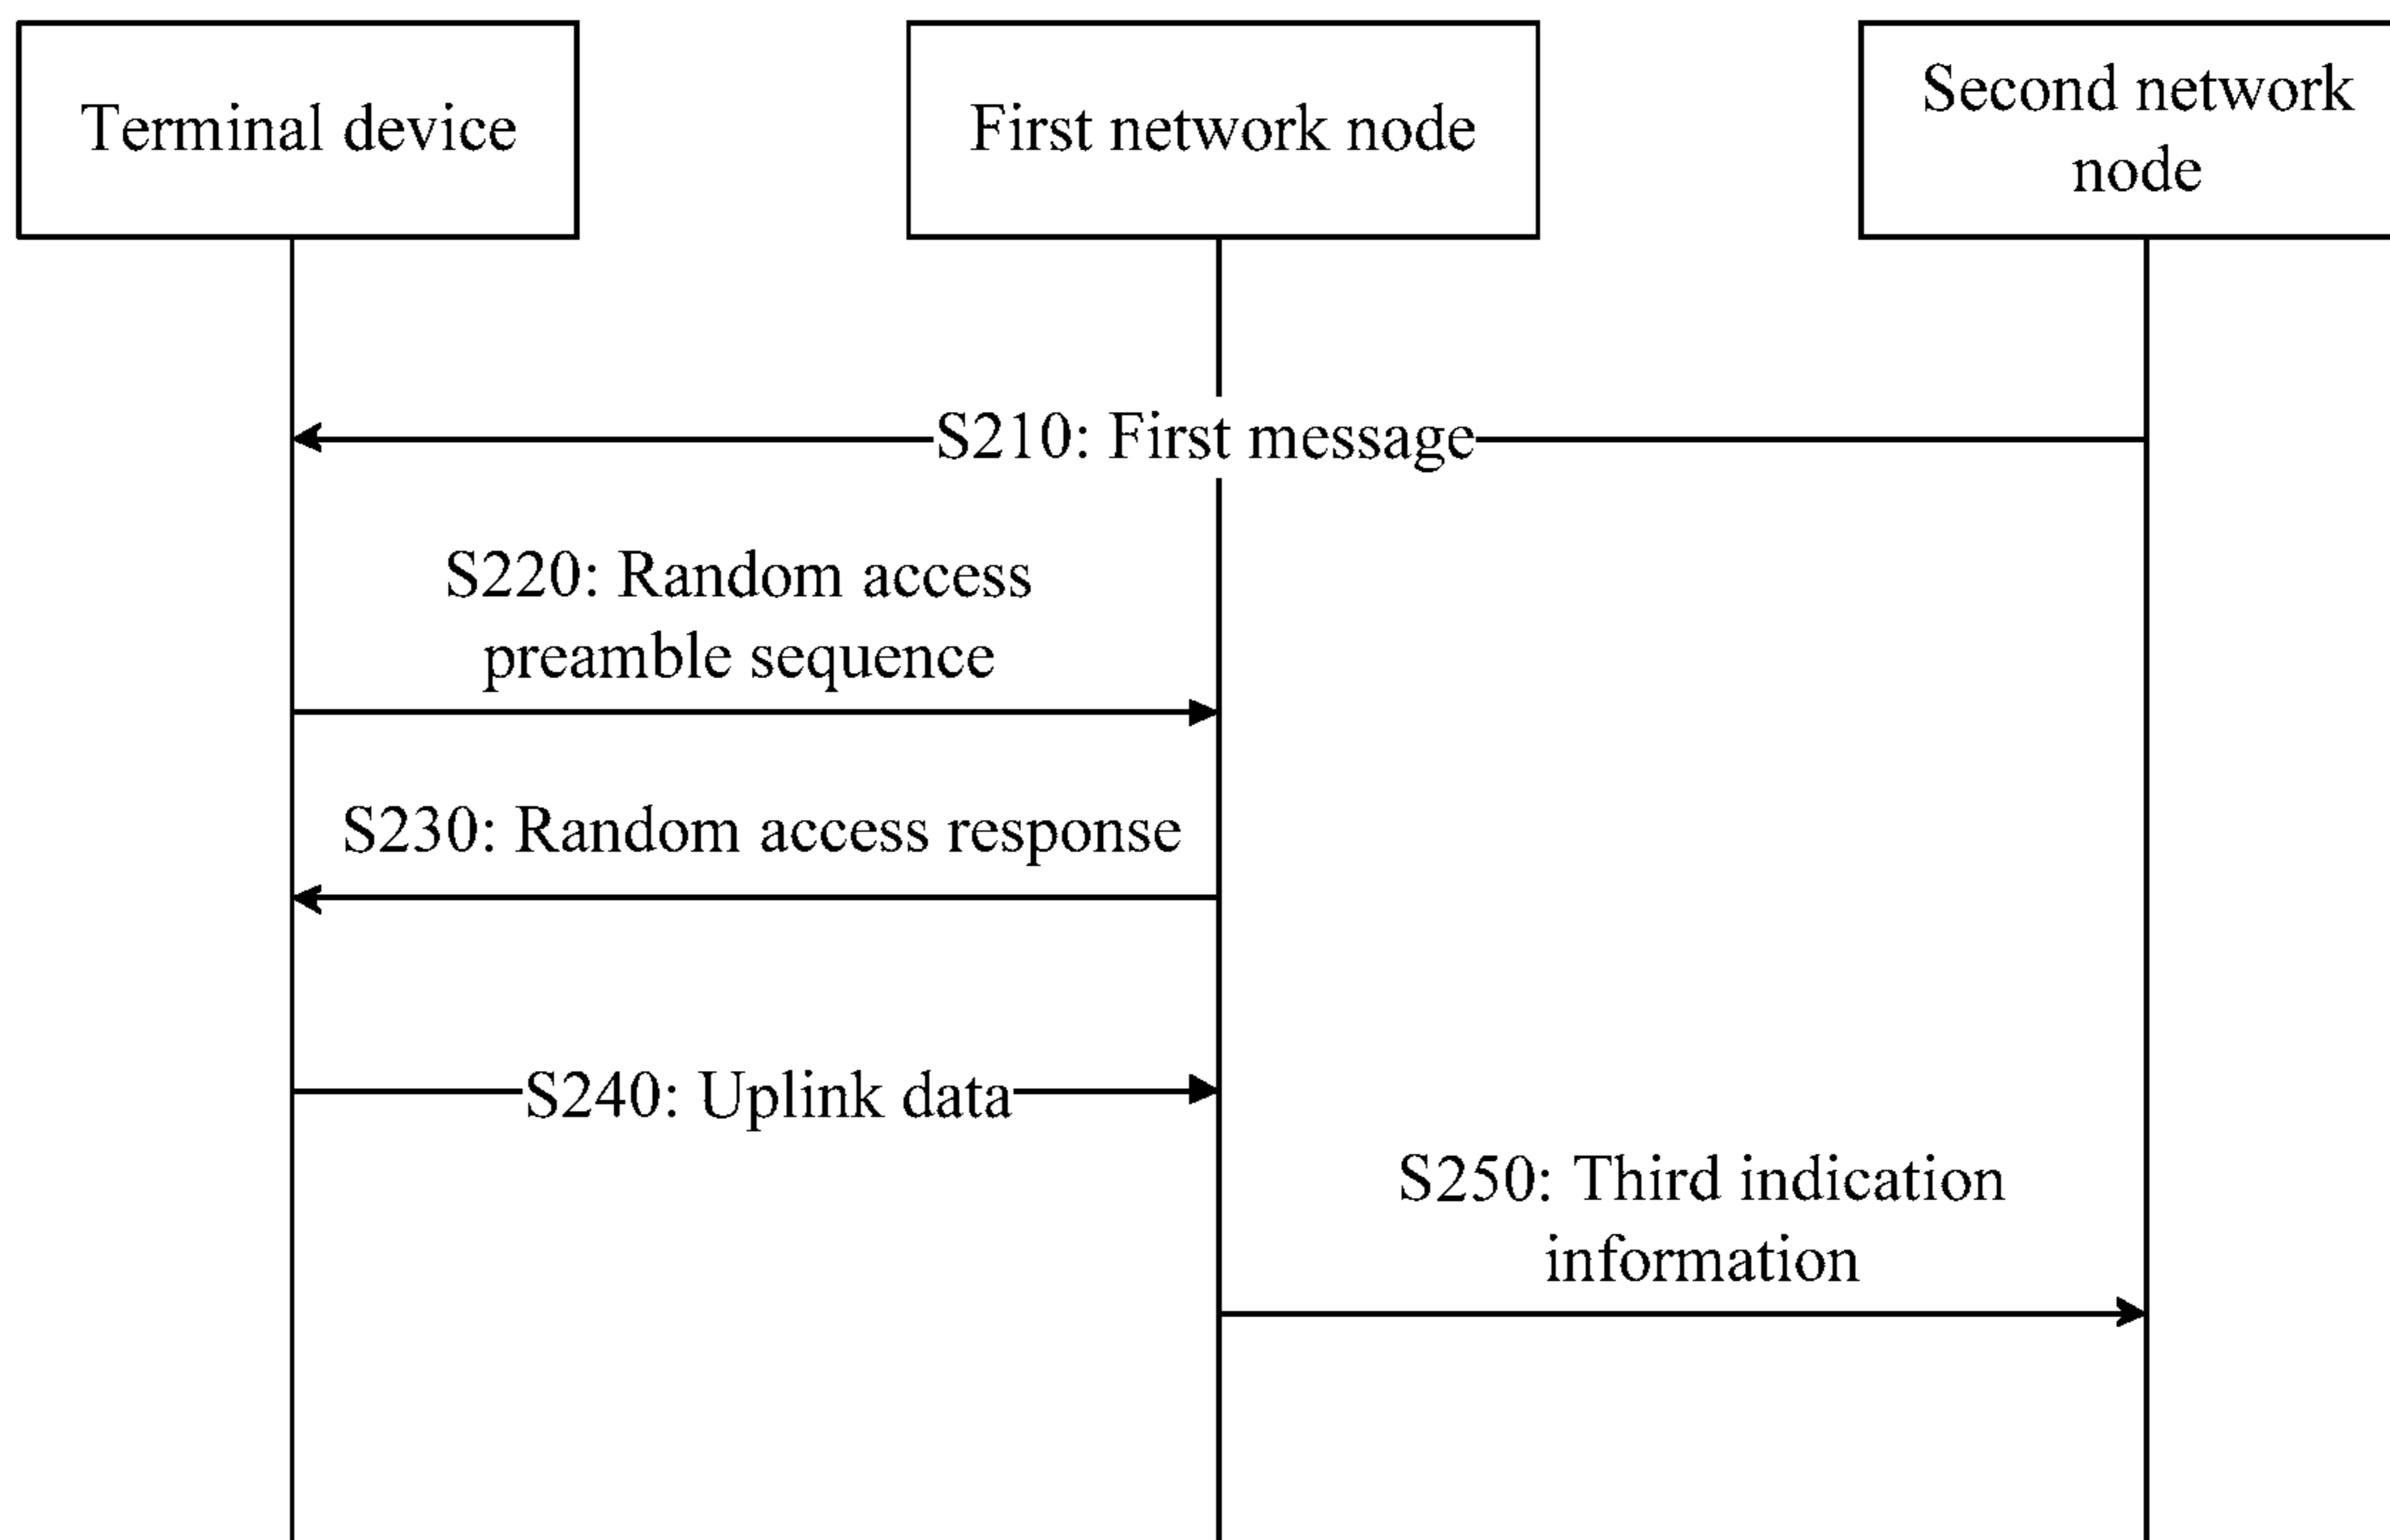 Terminal device
First network node
Second network
node
S210: First message
S220: Random access
preamble sequence
S230: Random access response
S240: Uplink data
S250: Third indication
information